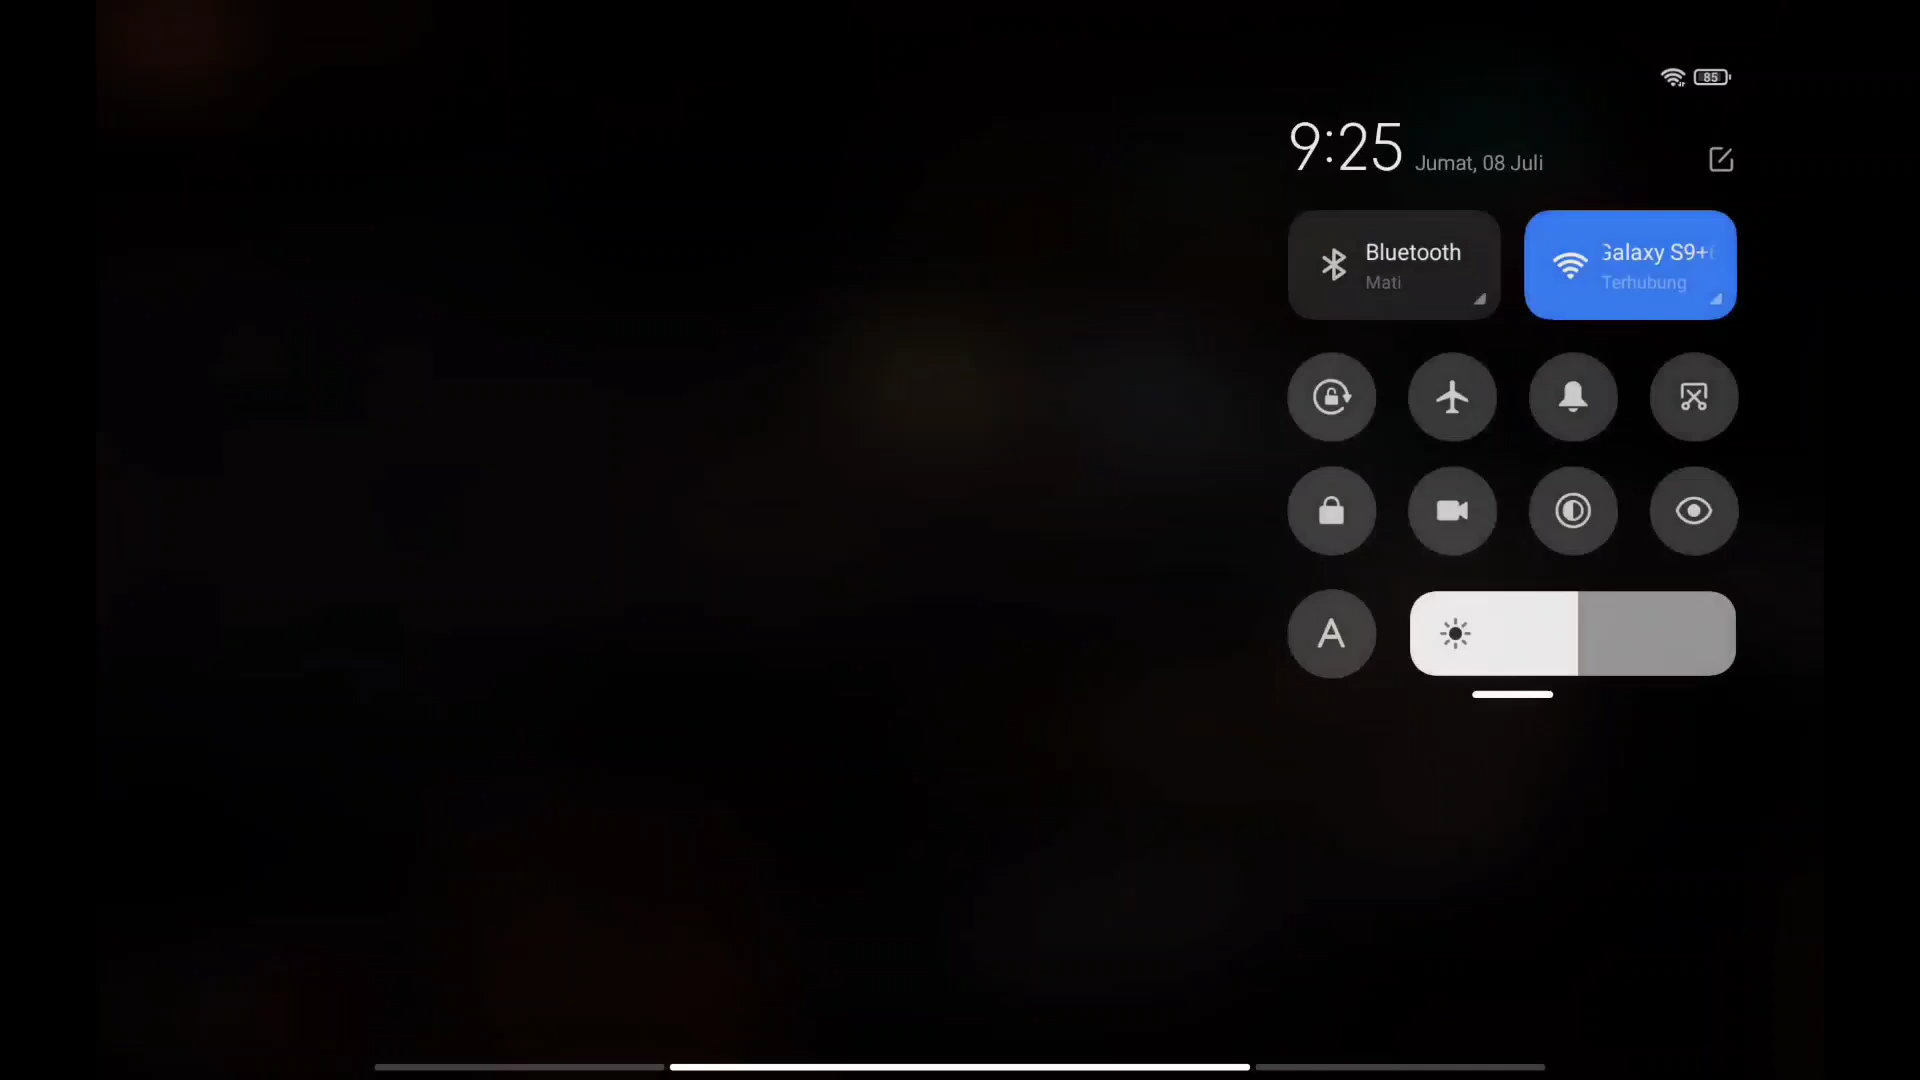 85
9:25 Jumat, 08 Juli
Bluetooth
Mati
Galaxy S9+
Terhubung
A